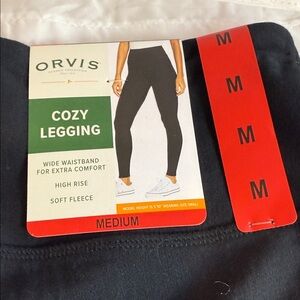 ORVIS
COZY
LEGGING
WIDE WAISTBAND
FOR EXTRA COMFORT
HIGH RISE
SOFT FLEECE
MEDIUM
M
M
M
M